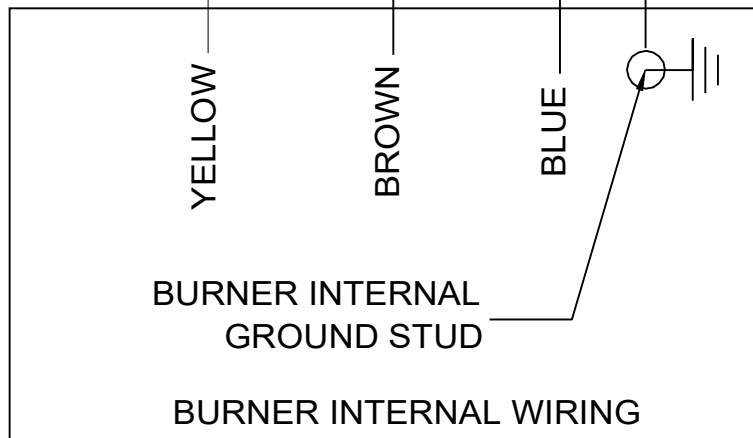 YELLOW
BROWN
BLUE
BURNER INTERNAL
GROUND STUD
BURNER INTERNAL WIRING